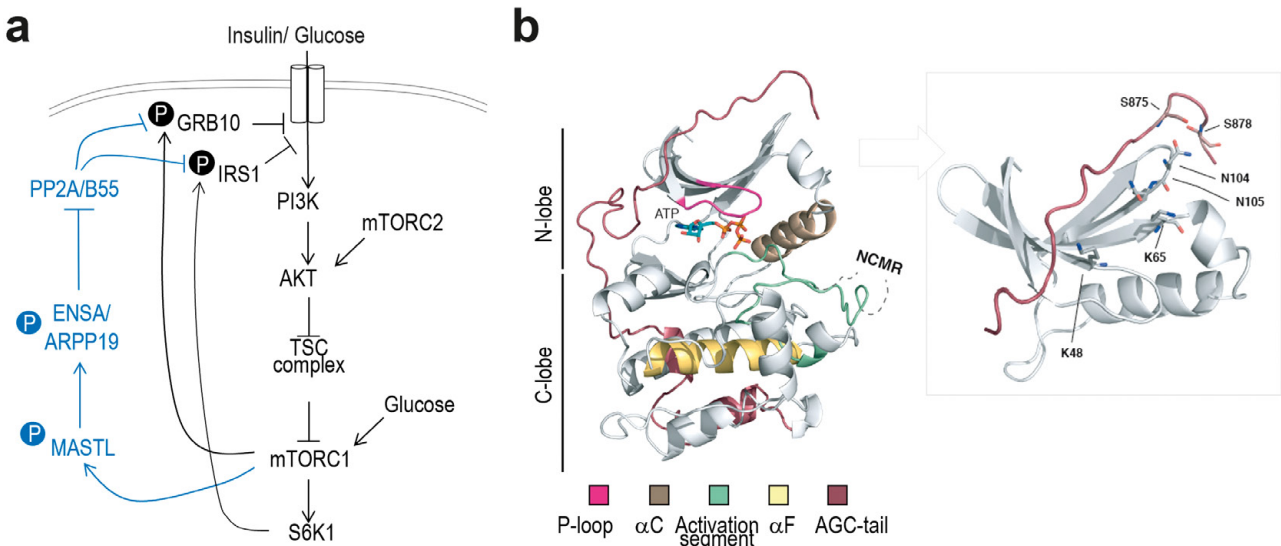 a
Insulin/ Glucose
P
GRB10
P
IRS1
PP2A/B55
PI3K
mTORC2
AKT
P
ENSA/
ARPP19
TSC
complex
Glucose
P
MASTL
mTORC1
S6K1
b
N-lobe
C-lobe
ATP
NCMR
S875
S878
N104
N105
K65
K48
P-loop
αC
Activation
segment
αF
AGC-tail